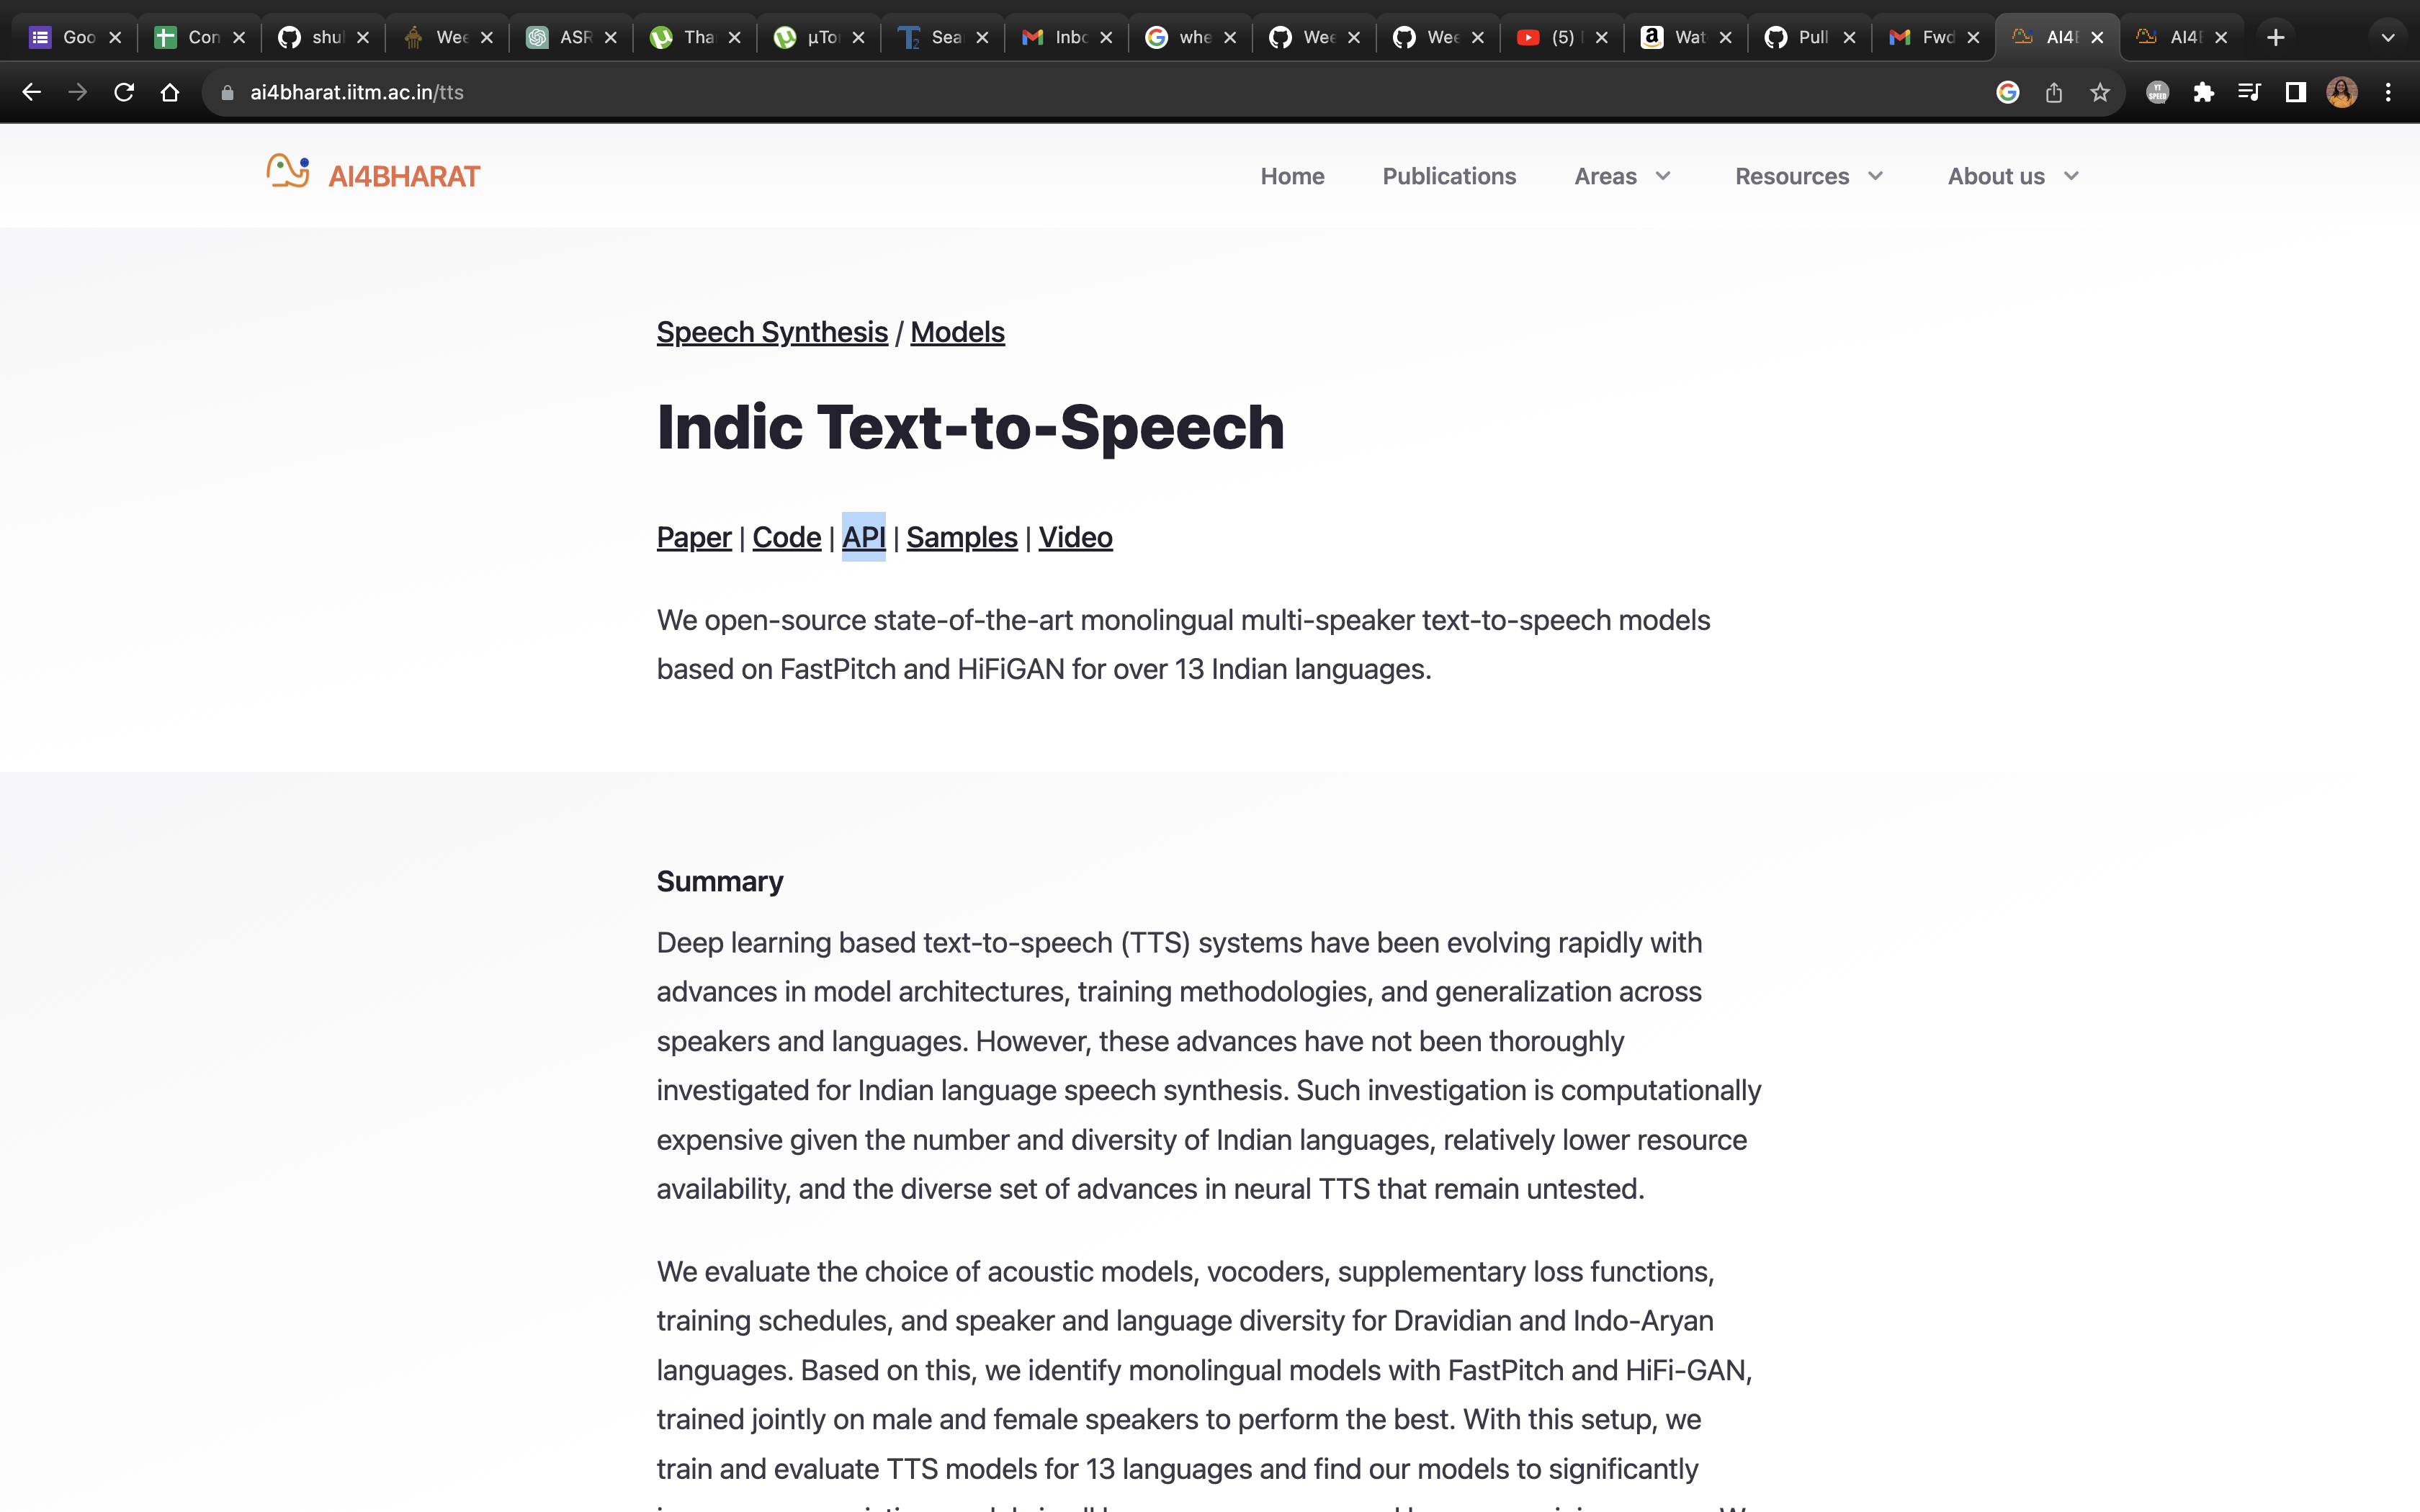 Goo Con shul Wee ASR Tha µTor Sea Inbo whe Wee Wee (5) Wat Pull Fwd AI4B AI4B
ai4bharat.iitm.ac.in/tts
YT SPEED
AI4BHARAT
Home Publications Areas Resources About us
Speech Synthesis / Models
Indic Text-to-Speech
Paper | Code | API | Samples | Video
We open-source state-of-the-art monolingual multi-speaker text-to-speech models
based on FastPitch and HiFiGAN for over 13 Indian languages.
Summary
Deep learning based text-to-speech (TTS) systems have been evolving rapidly with
advances in model architectures, training methodologies, and generalization across
speakers and languages. However, these advances have not been thoroughly
investigated for Indian language speech synthesis. Such investigation is computationally
expensive given the number and diversity of Indian languages, relatively lower resource
availability, and the diverse set of advances in neural TTS that remain untested.
We evaluate the choice of acoustic models, vocoders, supplementary loss functions,
training schedules, and speaker and language diversity for Dravidian and Indo-Aryan
languages. Based on this, we identify monolingual models with FastPitch and HiFi-GAN,
trained jointly on male and female speakers to perform the best. With this setup, we
train and evaluate TTS models for 13 languages and find our models to significantly